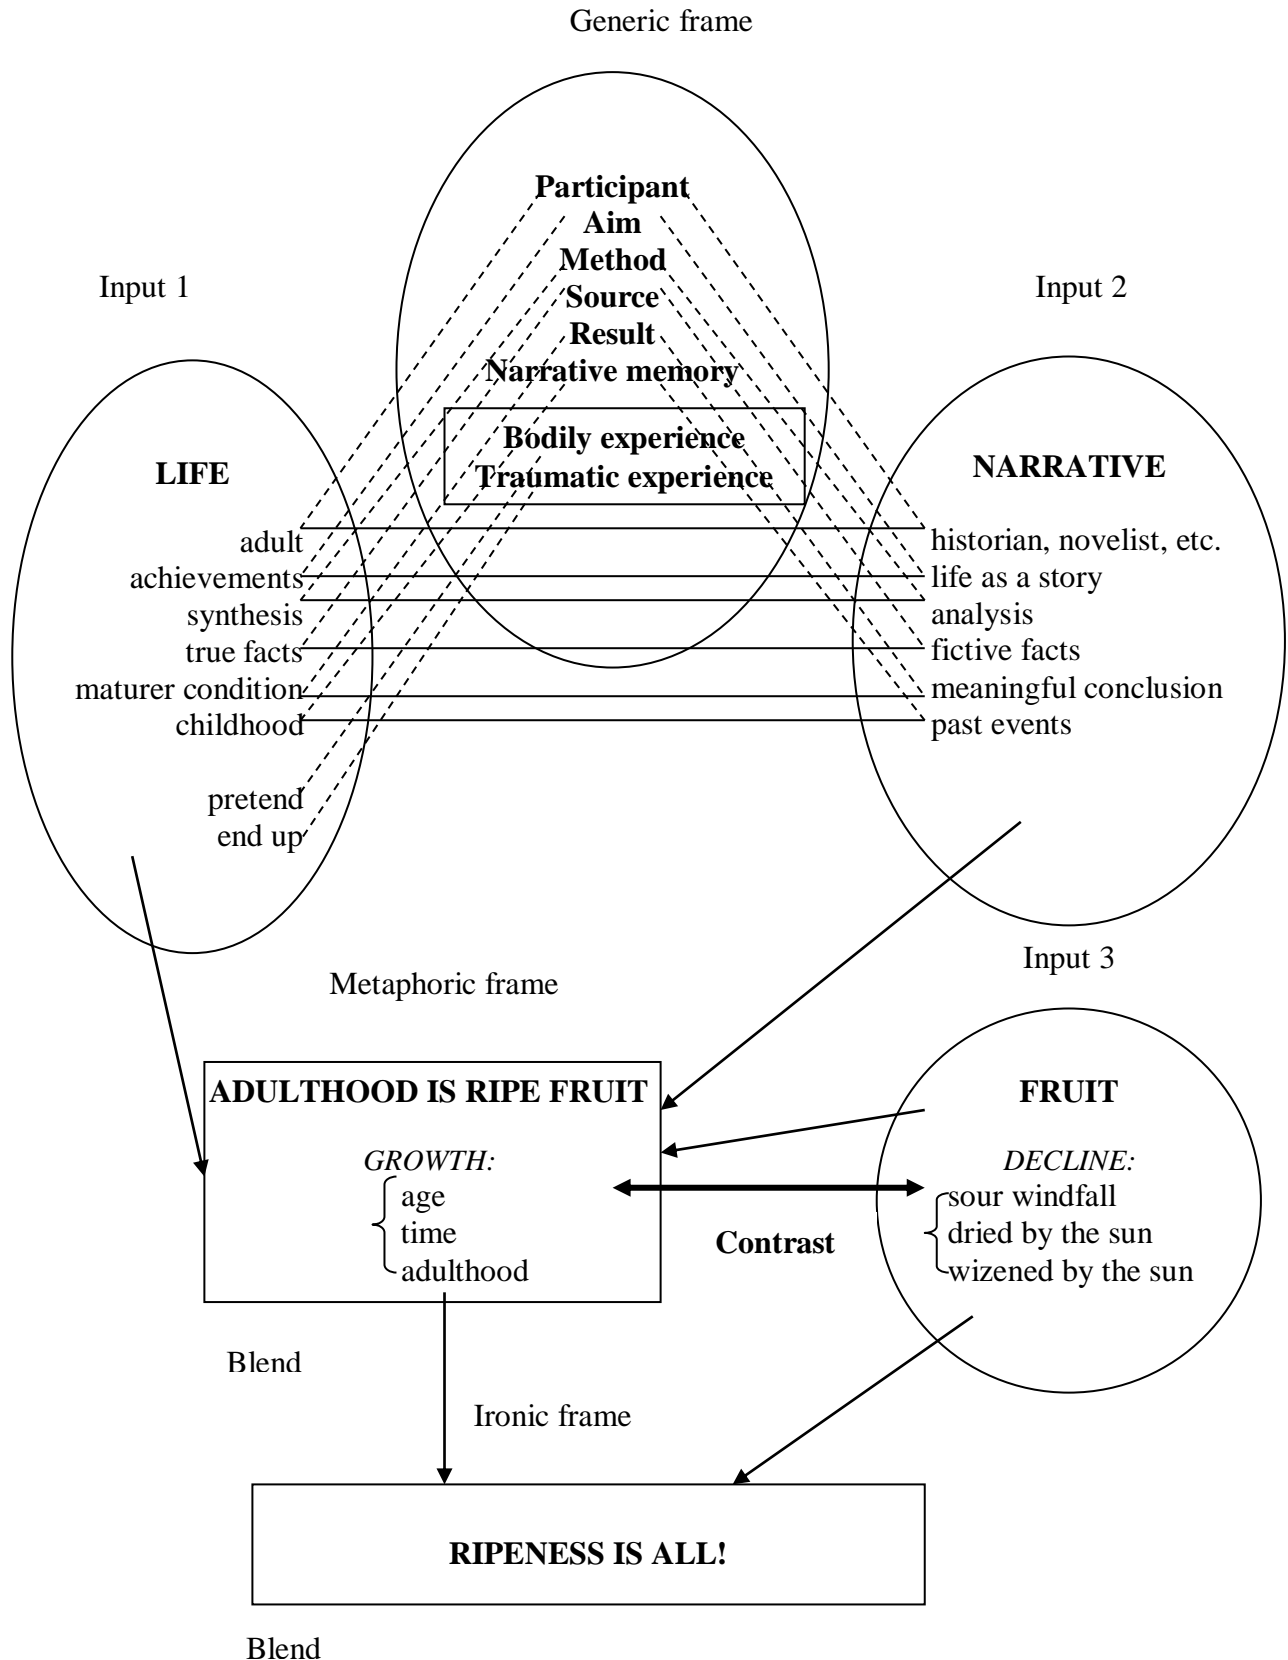 Generic frame
Participant
Aim
Method
Source
Result
Narrative memory
Bodily experience
Traumatic experience
Input 1
LIFE
adult
achievements
synthesis
true facts
maturer condition
childhood
pretend
end up
Input 2
NARRATIVE
historian, novelist, etc.
life as a story
analysis
fictive facts
meaningful conclusion
past events
Metaphoric frame
ADULTHOOD IS RIPE FRUIT
GROWTH:
age
time
adulthood
Contrast
Input 3
FRUIT
DECLINE:
sour windfall
dried by the sun
wizened by the sun
Blend
Ironic frame
RIPENESS IS ALL!
Blend